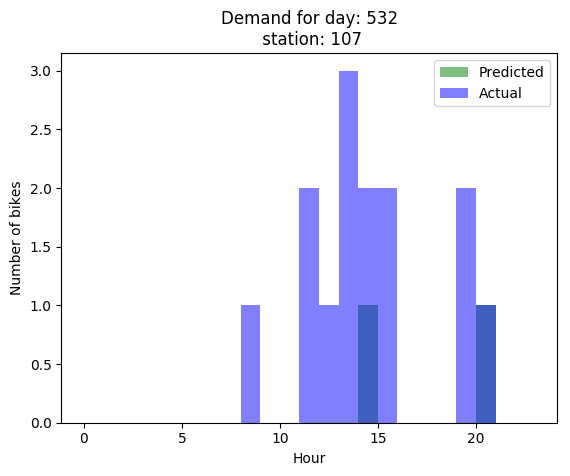 Demand for day: 532
station: 107
Predicted
Actual
Number of bikes
3.0
2.5
2.0
1.5
1.0
0.5
0.0
0
5
10
15
20
Hour